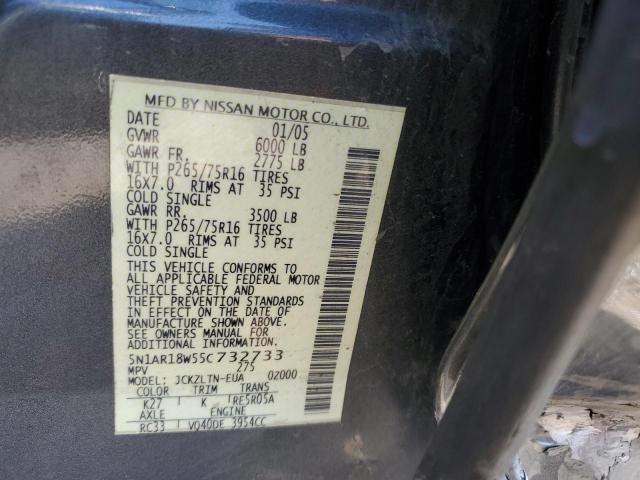 MFD BY NISSAN MOTOR CO., LTD.
DATE 01/05
GVWR 6000 LB
GAWR FR. 2775 LB
WITH P265/75R16 TIRES
16X7.0 RIMS AT 35 PSI
COLD SINGLE
GAWR RR. 3500 LB
WITH P265/75R16 TIRES
16X7.0 RIMS AT 35 PSI
COLD SINGLE
THIS VEHICLE CONFORMS TO
ALL APPLICABLE FEDERAL MOTOR
VEHICLE SAFETY AND
THEFT PREVENTION STANDARDS
IN EFFECT ON THE DATE OF
MANUFACTURE SHOWN ABOVE.
SEE OWNERS MANUAL FOR
ADDITIONAL INFORMATION.
5N1AR18W55C732733
MPV 275
MODEL: JCKZLTN-EUA 02000
COLOR TRIM TRANS
K27 K RE5R05A
AXLE ENGINE
RC33 VQ40DE 3954CC